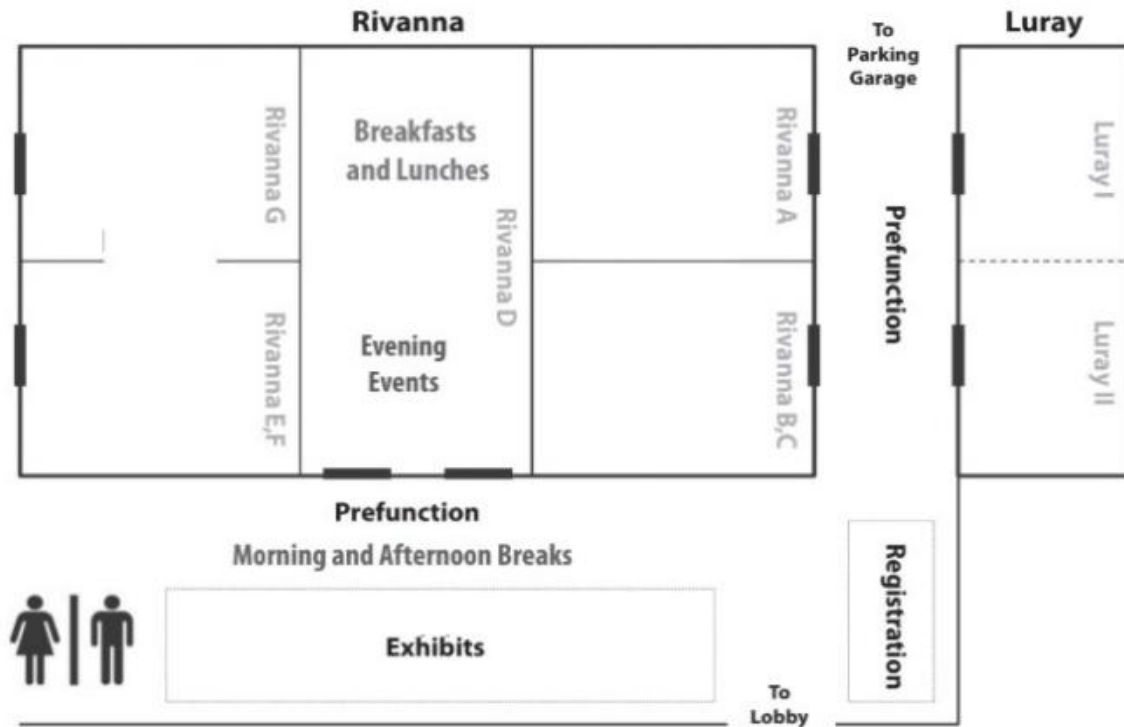 Rivanna
To
Parking
Garage
Luray
Rivanna G
Breakfasts
and Lunches
Rivanna D
Rivanna A
Prefunction
Luray I
Rivanna E,F
Evening
Events
Rivanna B,C
Luray II
Prefunction
Morning and Afternoon Breaks
Exhibits
Registration
To
Lobby